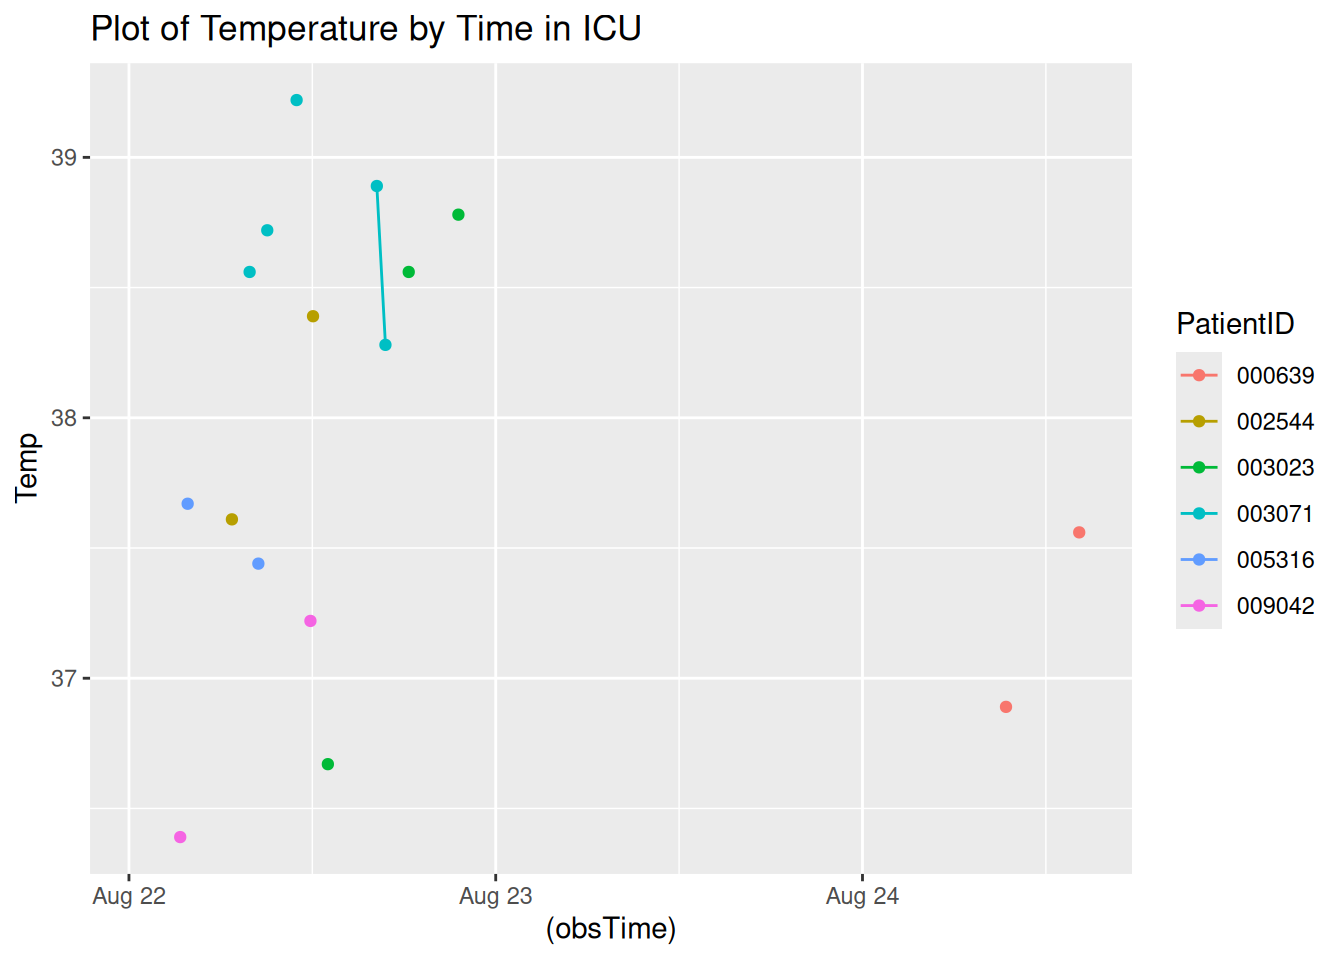 Plot of Temperature by Time in ICU
39
38
37
Temp
Aug 22
Aug 23
Aug 24
(obsTime)
PatientID
000639
002544
003023
003071
005316
009042